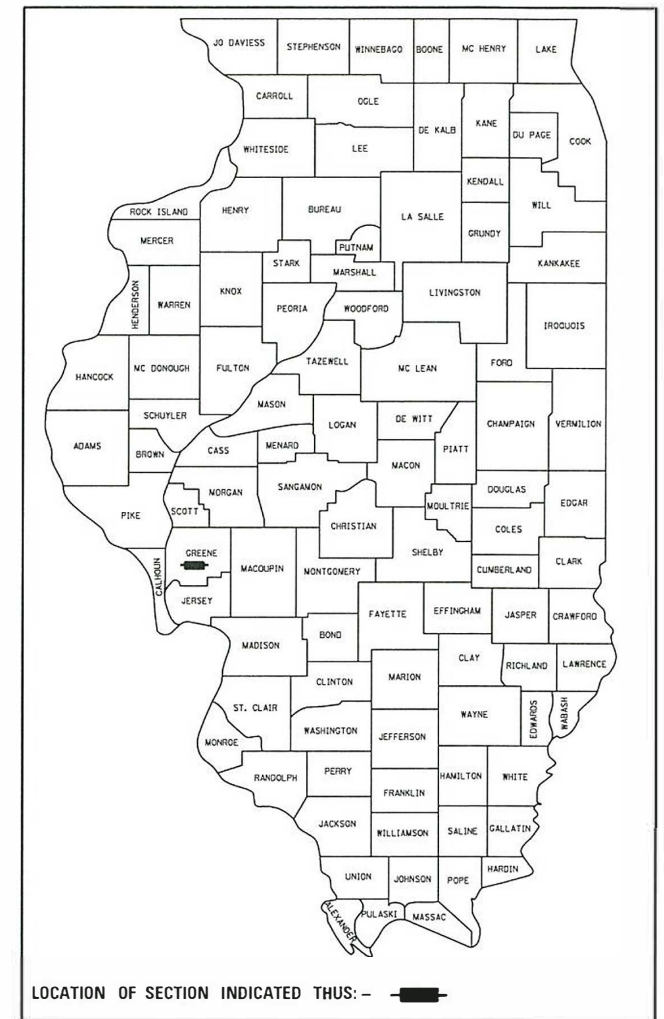 JO DAVIESS
STEPHENSON
WINNEBAGO
BOONE
MC HENRY
LAKE
CARROLL
OGLE
DE KALB
KANE
DU PAGE
COOK
WHITESIDE
LEE
KENDALL
ROCK ISLAND
HENRY
BUREAU
LA SALLE
WILL
GRUNDY
MERCER
PUTNAM
STARK
MARSHALL
KANKAKEE
HENDERSON
WARREN
KNOX
PEORIA
WOODFORD
LIVINGSTON
IROQUOIS
HANCOCK
MC DONOUGH
FULTON
TAZEWELL
MC LEAN
FORD
MASON
SCHUYLER
LOGAN
DE WITT
CHAMPAIGN
VERMILION
ADAMS
BROWN
CASS
MENARD
MACON
PIATT
PIKE
SCOTT
MORGAN
SANGAMON
CHRISTIAN
MOULTRIE
DOUGLAS
EDGAR
COLES
CALHOUN
GREENE
MACOUPIN
MONTGOMERY
SHELBY
CUMBERLAND
CLARK
JERSEY
FAYETTE
EFFINGHAM
JASPER
CRAWFORD
MADISON
BOND
CLAY
RICHLAND
LAWRENCE
CLINTON
MARION
ST. CLAIR
WASHINGTON
WAYNE
EDWARDS
WABASH
MONROE
JEFFERSON
RANDOLPH
PERRY
HAMILTON
WHITE
FRANKLIN
JACKSON
WILLIAMSON
SALINE
GALLATIN
UNION
JOHNSON
POPE
HARDIN
ALEXANDER
PULASKI
MASSAC
LOCATION OF SECTION INDICATED THUS: –